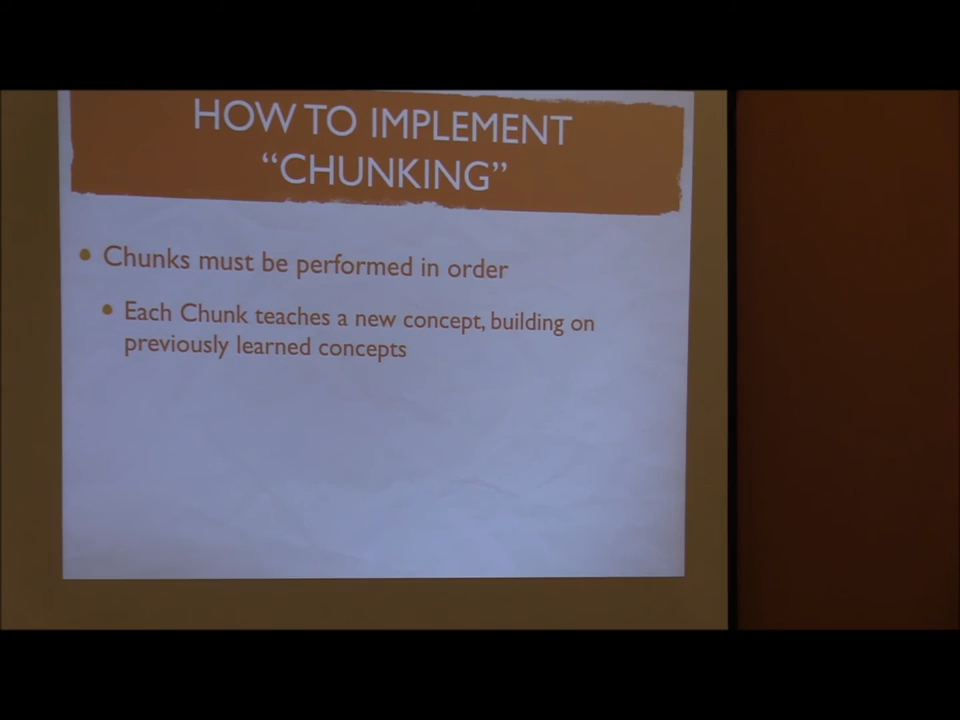 HOW TO IMPLEMENT
“CHUNKING”
• Chunks must be performed in order
• Each Chunk teaches a new concept, building on
previously learned concepts